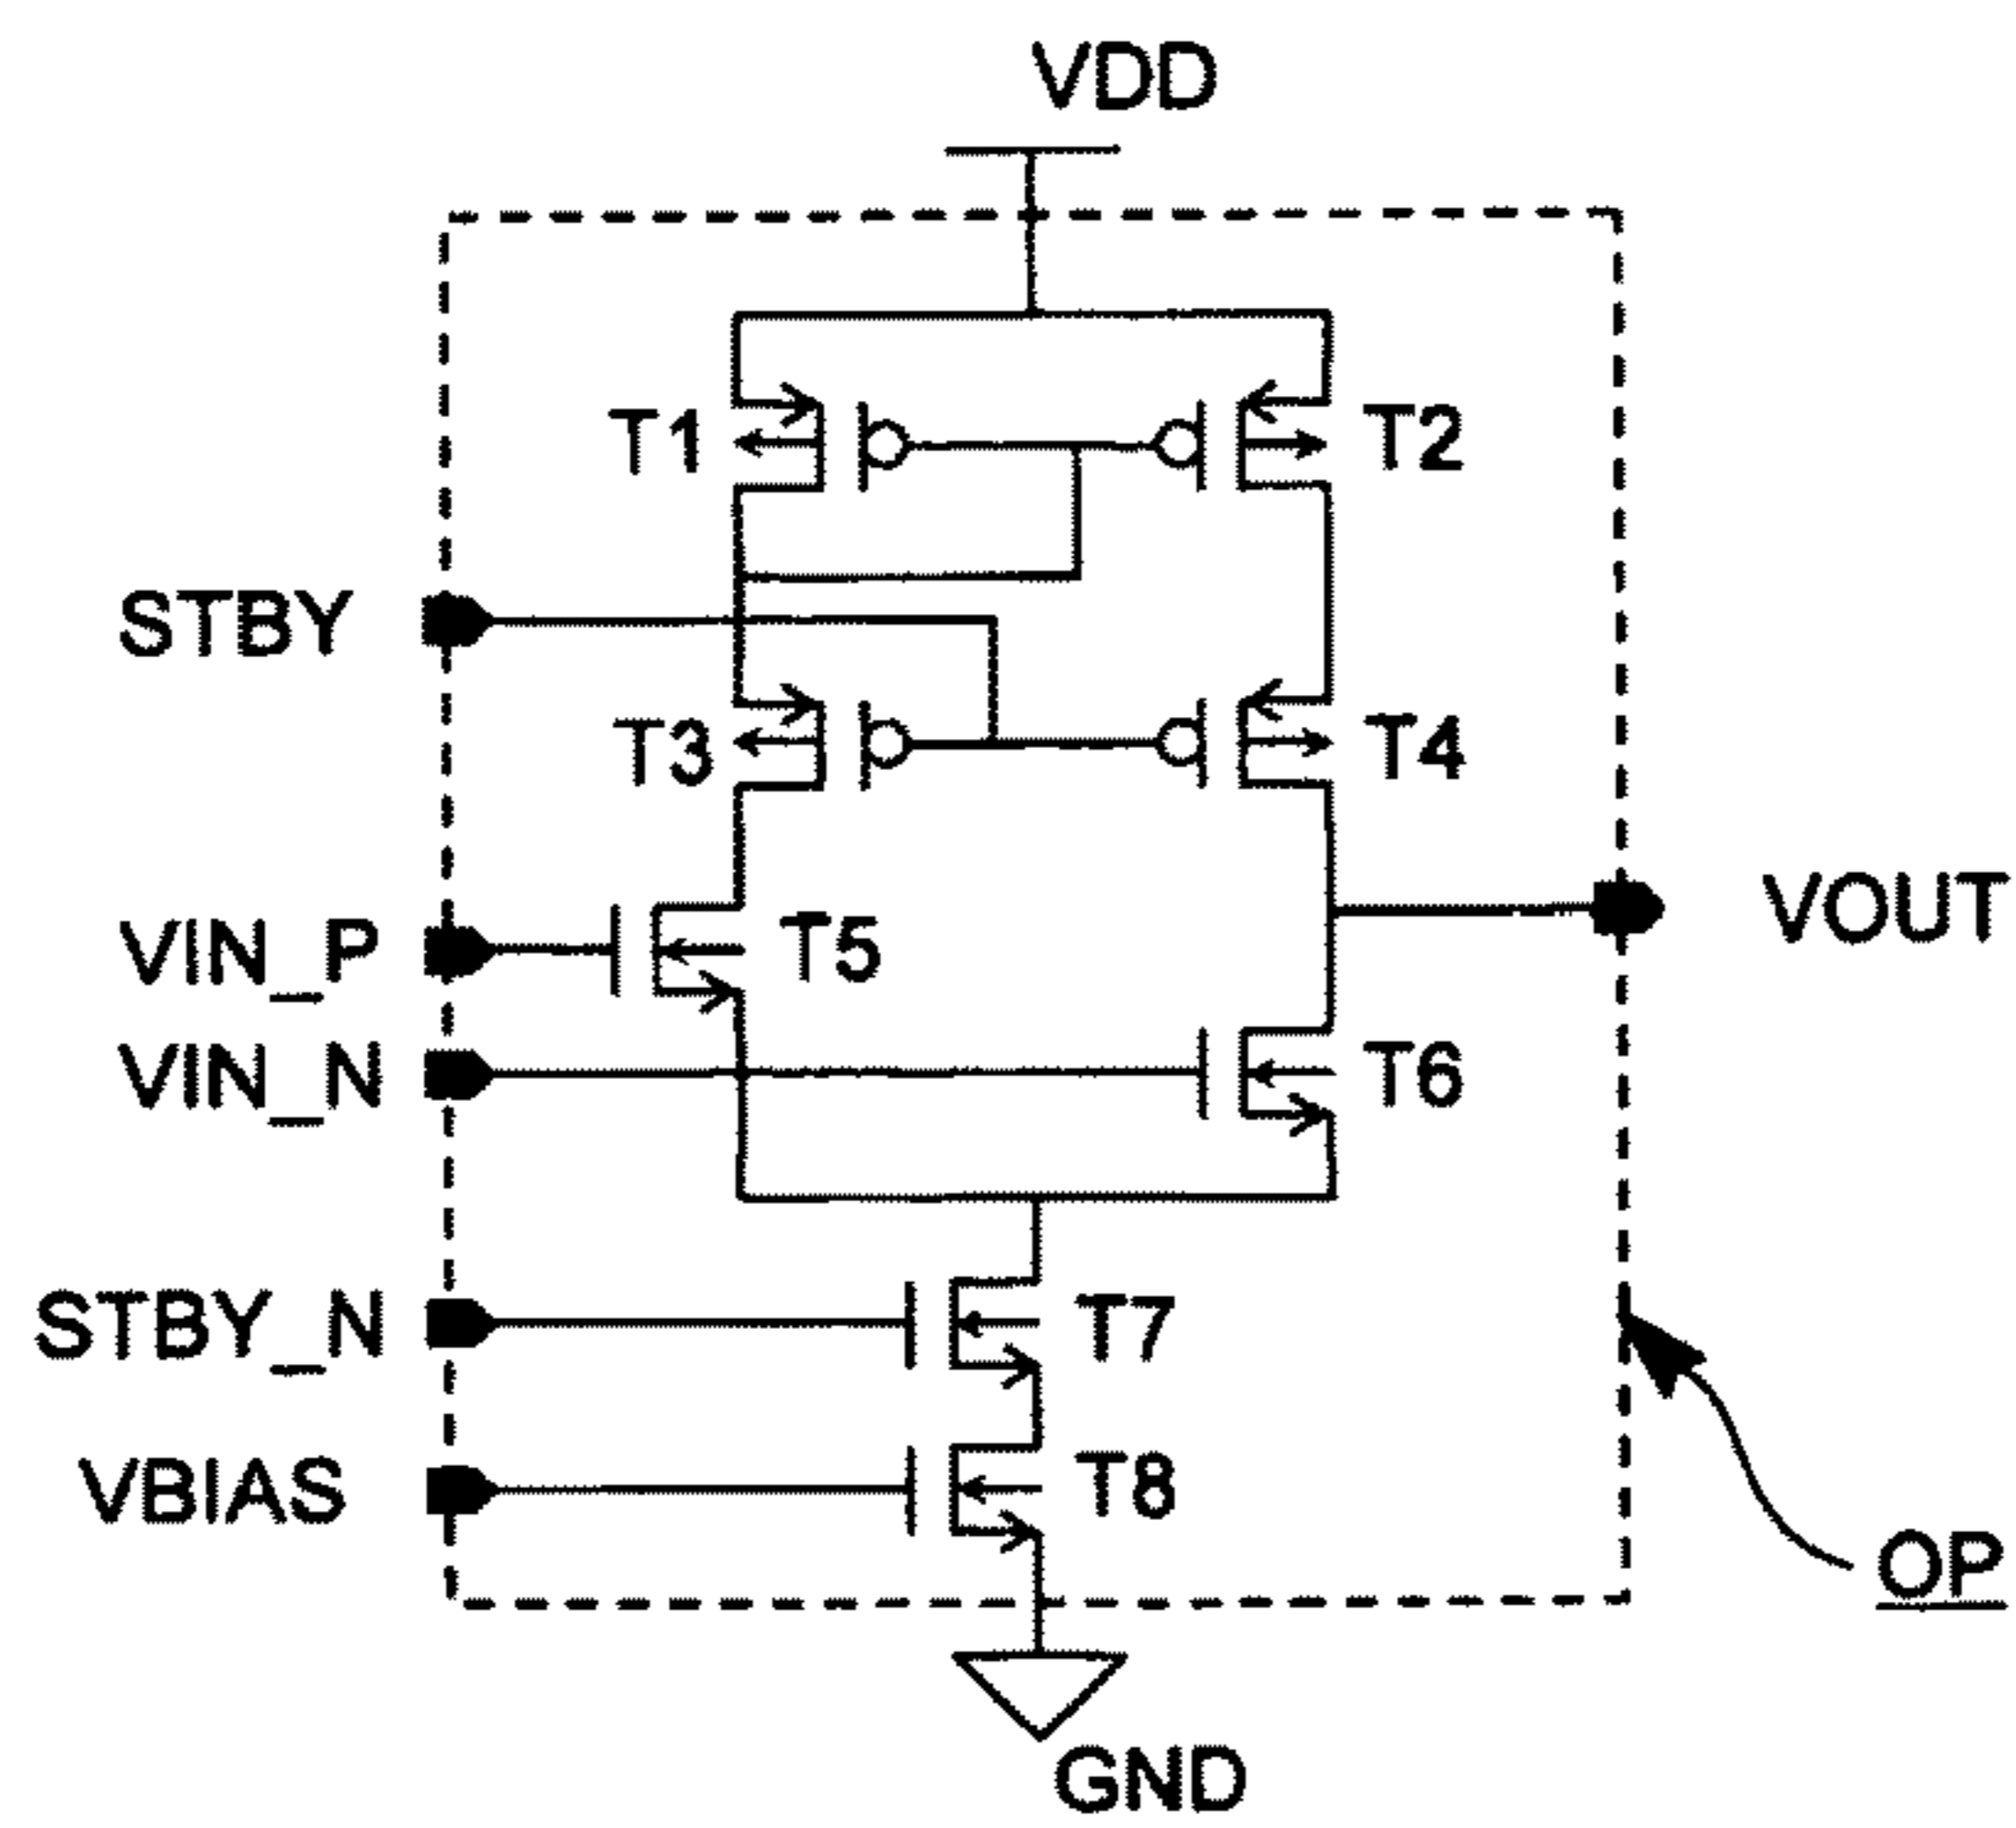 VDD
T1
T2
STBY
T3
T4
VIN_P
T5
VOUT
VIN_N
T6
STBY_N
T7
VBIAS
T8
OP
GND